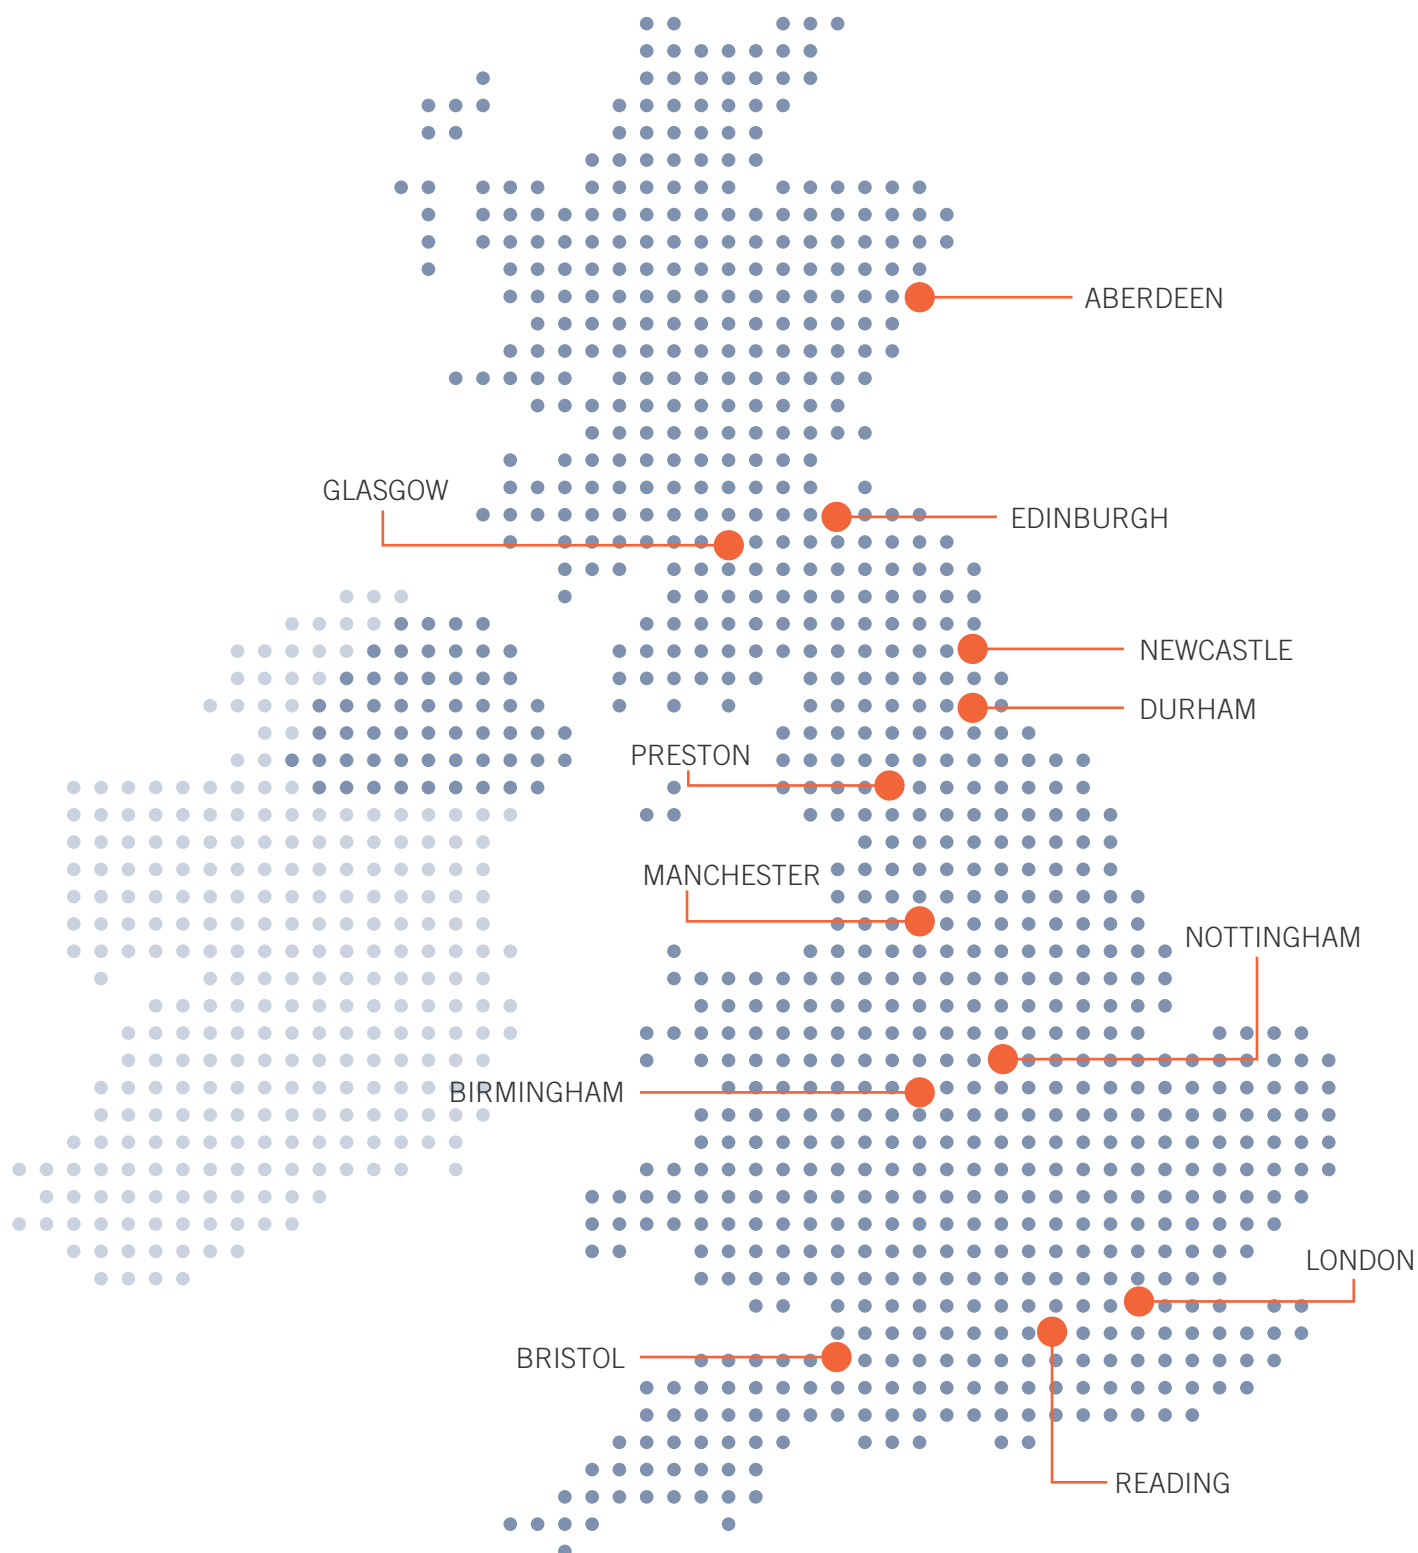 ABERDEEN
GLASGOW
EDINBURGH
NEWCASTLE
DURHAM
PRESTON
MANCHESTER
NOTTINGHAM
BIRMINGHAM
LONDON
BRISTOL
READING